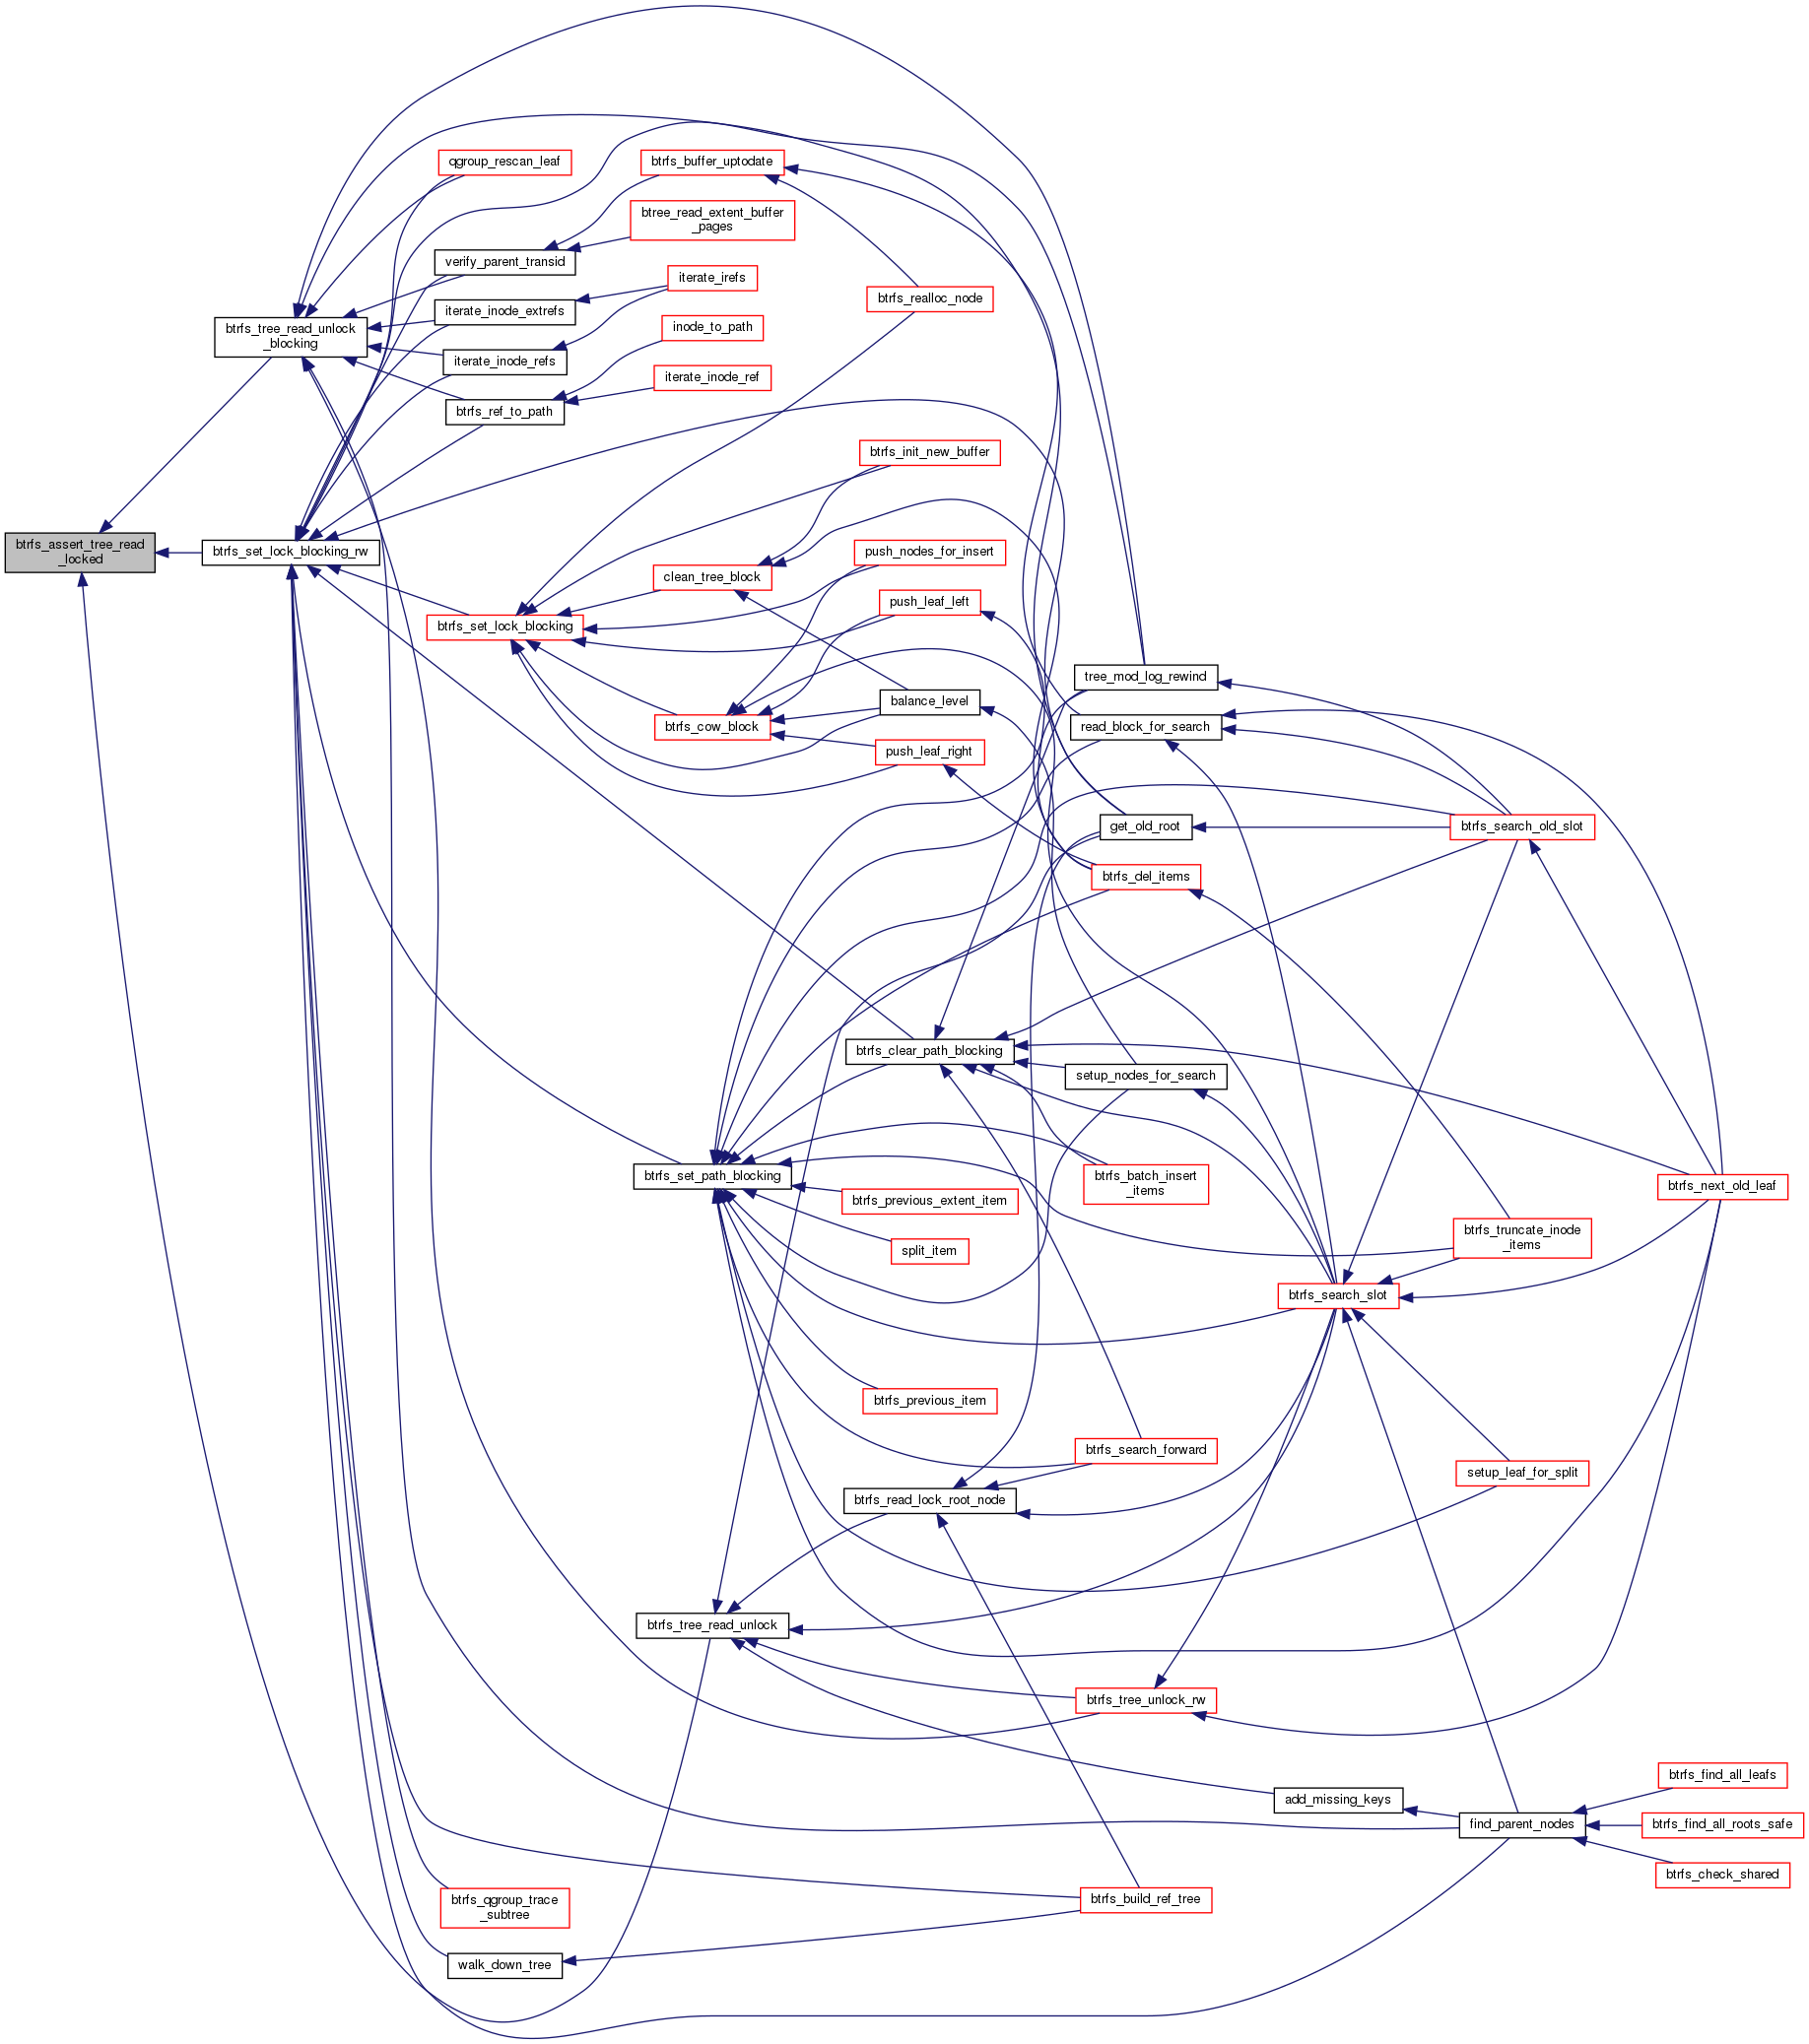 btrfs_assert_tree_read
_locked
btrfs_tree_read_unlock
_blocking
btrfs_set_lock_blocking_rw
qgroup_rescan_leaf
verify_parent_transid
iterate_inode_extrefs
iterate_inode_refs
btrfs_ref_to_path
btrfs_set_lock_blocking
btrfs_qgroup_trace
_subtree
walk_down_tree
btrfs_buffer_uptodate
btree_read_extent_buffer
_pages
iterate_irefs
inode_to_path
iterate_inode_ref
clean_tree_block
btrfs_cow_block
btrfs_set_path_blocking
btrfs_tree_read_unlock
btrfs_realloc_node
btrfs_init_new_buffer
push_nodes_for_insert
push_leaf_left
balance_level
push_leaf_right
btrfs_clear_path_blocking
btrfs_previous_extent_item
split_item
btrfs_previous_item
btrfs_read_lock_root_node
tree_mod_log_rewind
read_block_for_search
get_old_root
btrfs_del_items
setup_nodes_for_search
btrfs_batch_insert
_items
btrfs_search_forward
btrfs_tree_unlock_rw
btrfs_build_ref_tree
btrfs_search_slot
add_missing_keys
btrfs_search_old_slot
btrfs_truncate_inode
_items
setup_leaf_for_split
find_parent_nodes
btrfs_next_old_leaf
btrfs_find_all_leafs
btrfs_find_all_roots_safe
btrfs_check_shared